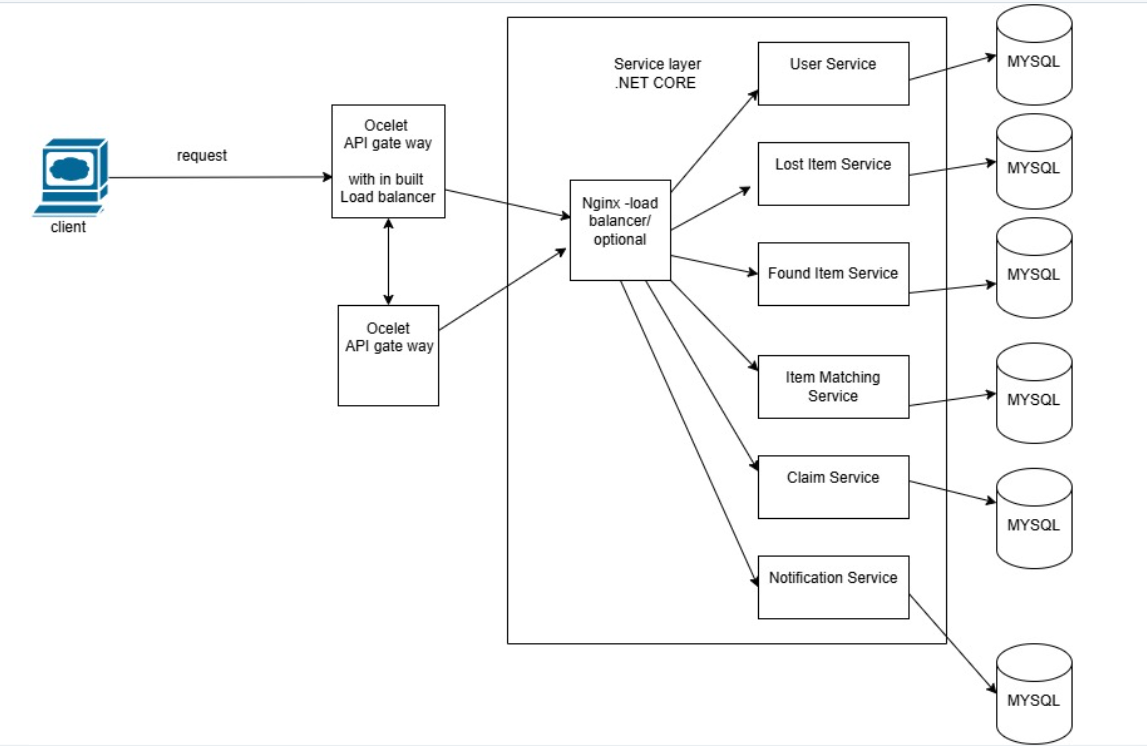 client
request
Ocelet
API gate way
with in built
Load balancer
Ocelet
API gate way
Service layer
.NET CORE
Nginx -load
balancer/
optional
User Service
Lost Item Service
Found Item Service
Item Matching
Service
Claim Service
Notification Service
MYSQL
MYSQL
MYSQL
MYSQL
MYSQL
MYSQL